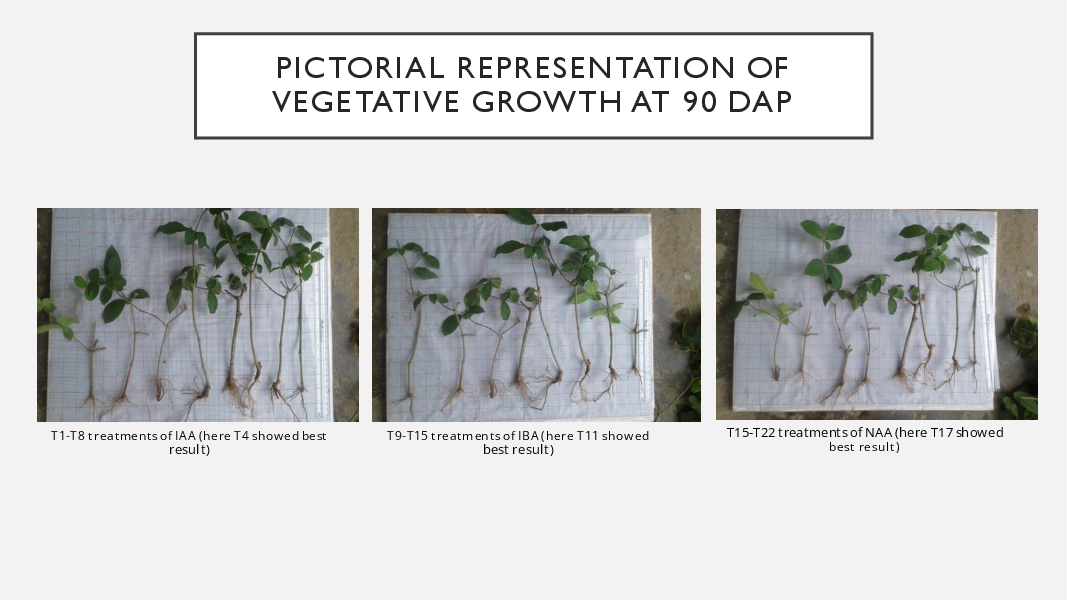 PICTORIAL REPRESENTATION OF
VEGETATIVE GROWTH AT 90 DAP
T1-T8 treatments of IAA (here T4 showed best
result)
T9-T15 treatments of IBA (here T11 showed
best result)
T15-T22 treatments of NAA (here T17 showed
best result)